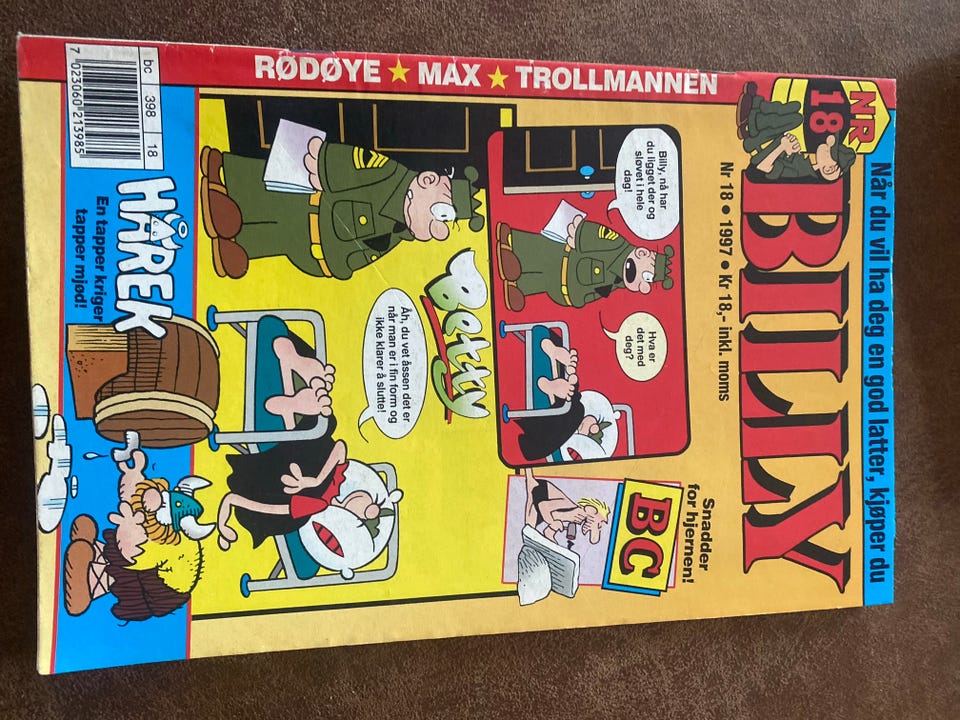 Når du vil ha deg en god latter, kjøper du
NR
18
BILLY
Nr 18 • 1997 • Kr 18,- inkl. moms
RØDØYE ★ MAX ★ TROLLMANNEN
Billy, nå har
du ligget der og
sløvet i hele
dag!
Hva er
det med
deg?
Snadder
for hjernen!
BC
Betty
Åh, du vet åssen det er
når man er i fin form og
ikke klarer å slutte!
HÅREK
En tapper kriger
tapper mjød!
bc 398 18
7 023060 213985